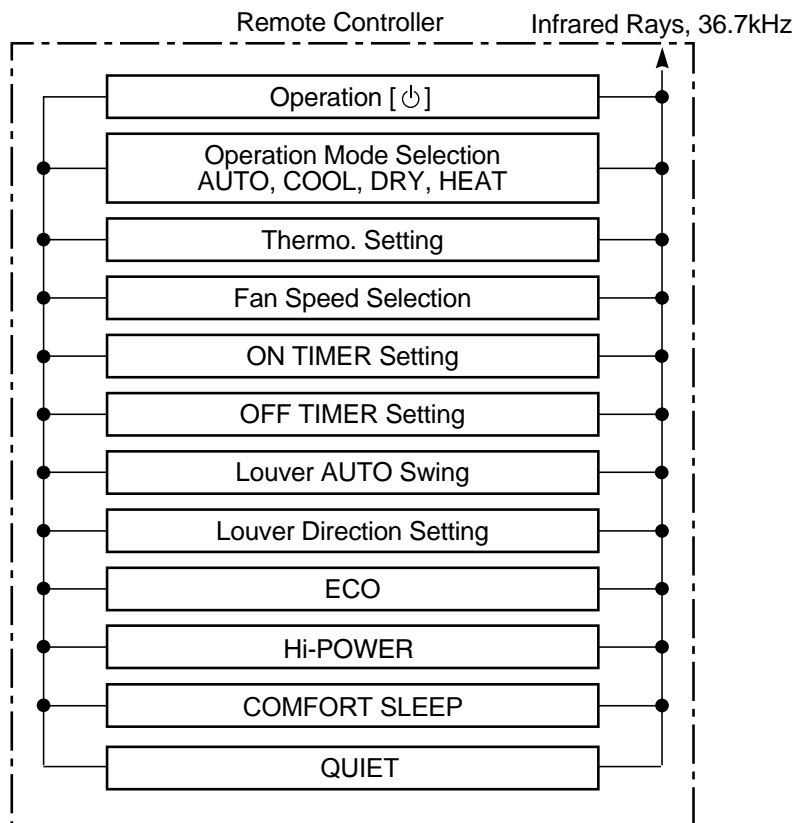 Remote Controller
Infrared Rays, 36.7kHz
Operation [⏻]
Operation Mode Selection
AUTO, COOL, DRY, HEAT
Thermo. Setting
Fan Speed Selection
ON TIMER Setting
OFF TIMER Setting
Louver AUTO Swing
Louver Direction Setting
ECO
Hi-POWER
COMFORT SLEEP
QUIET